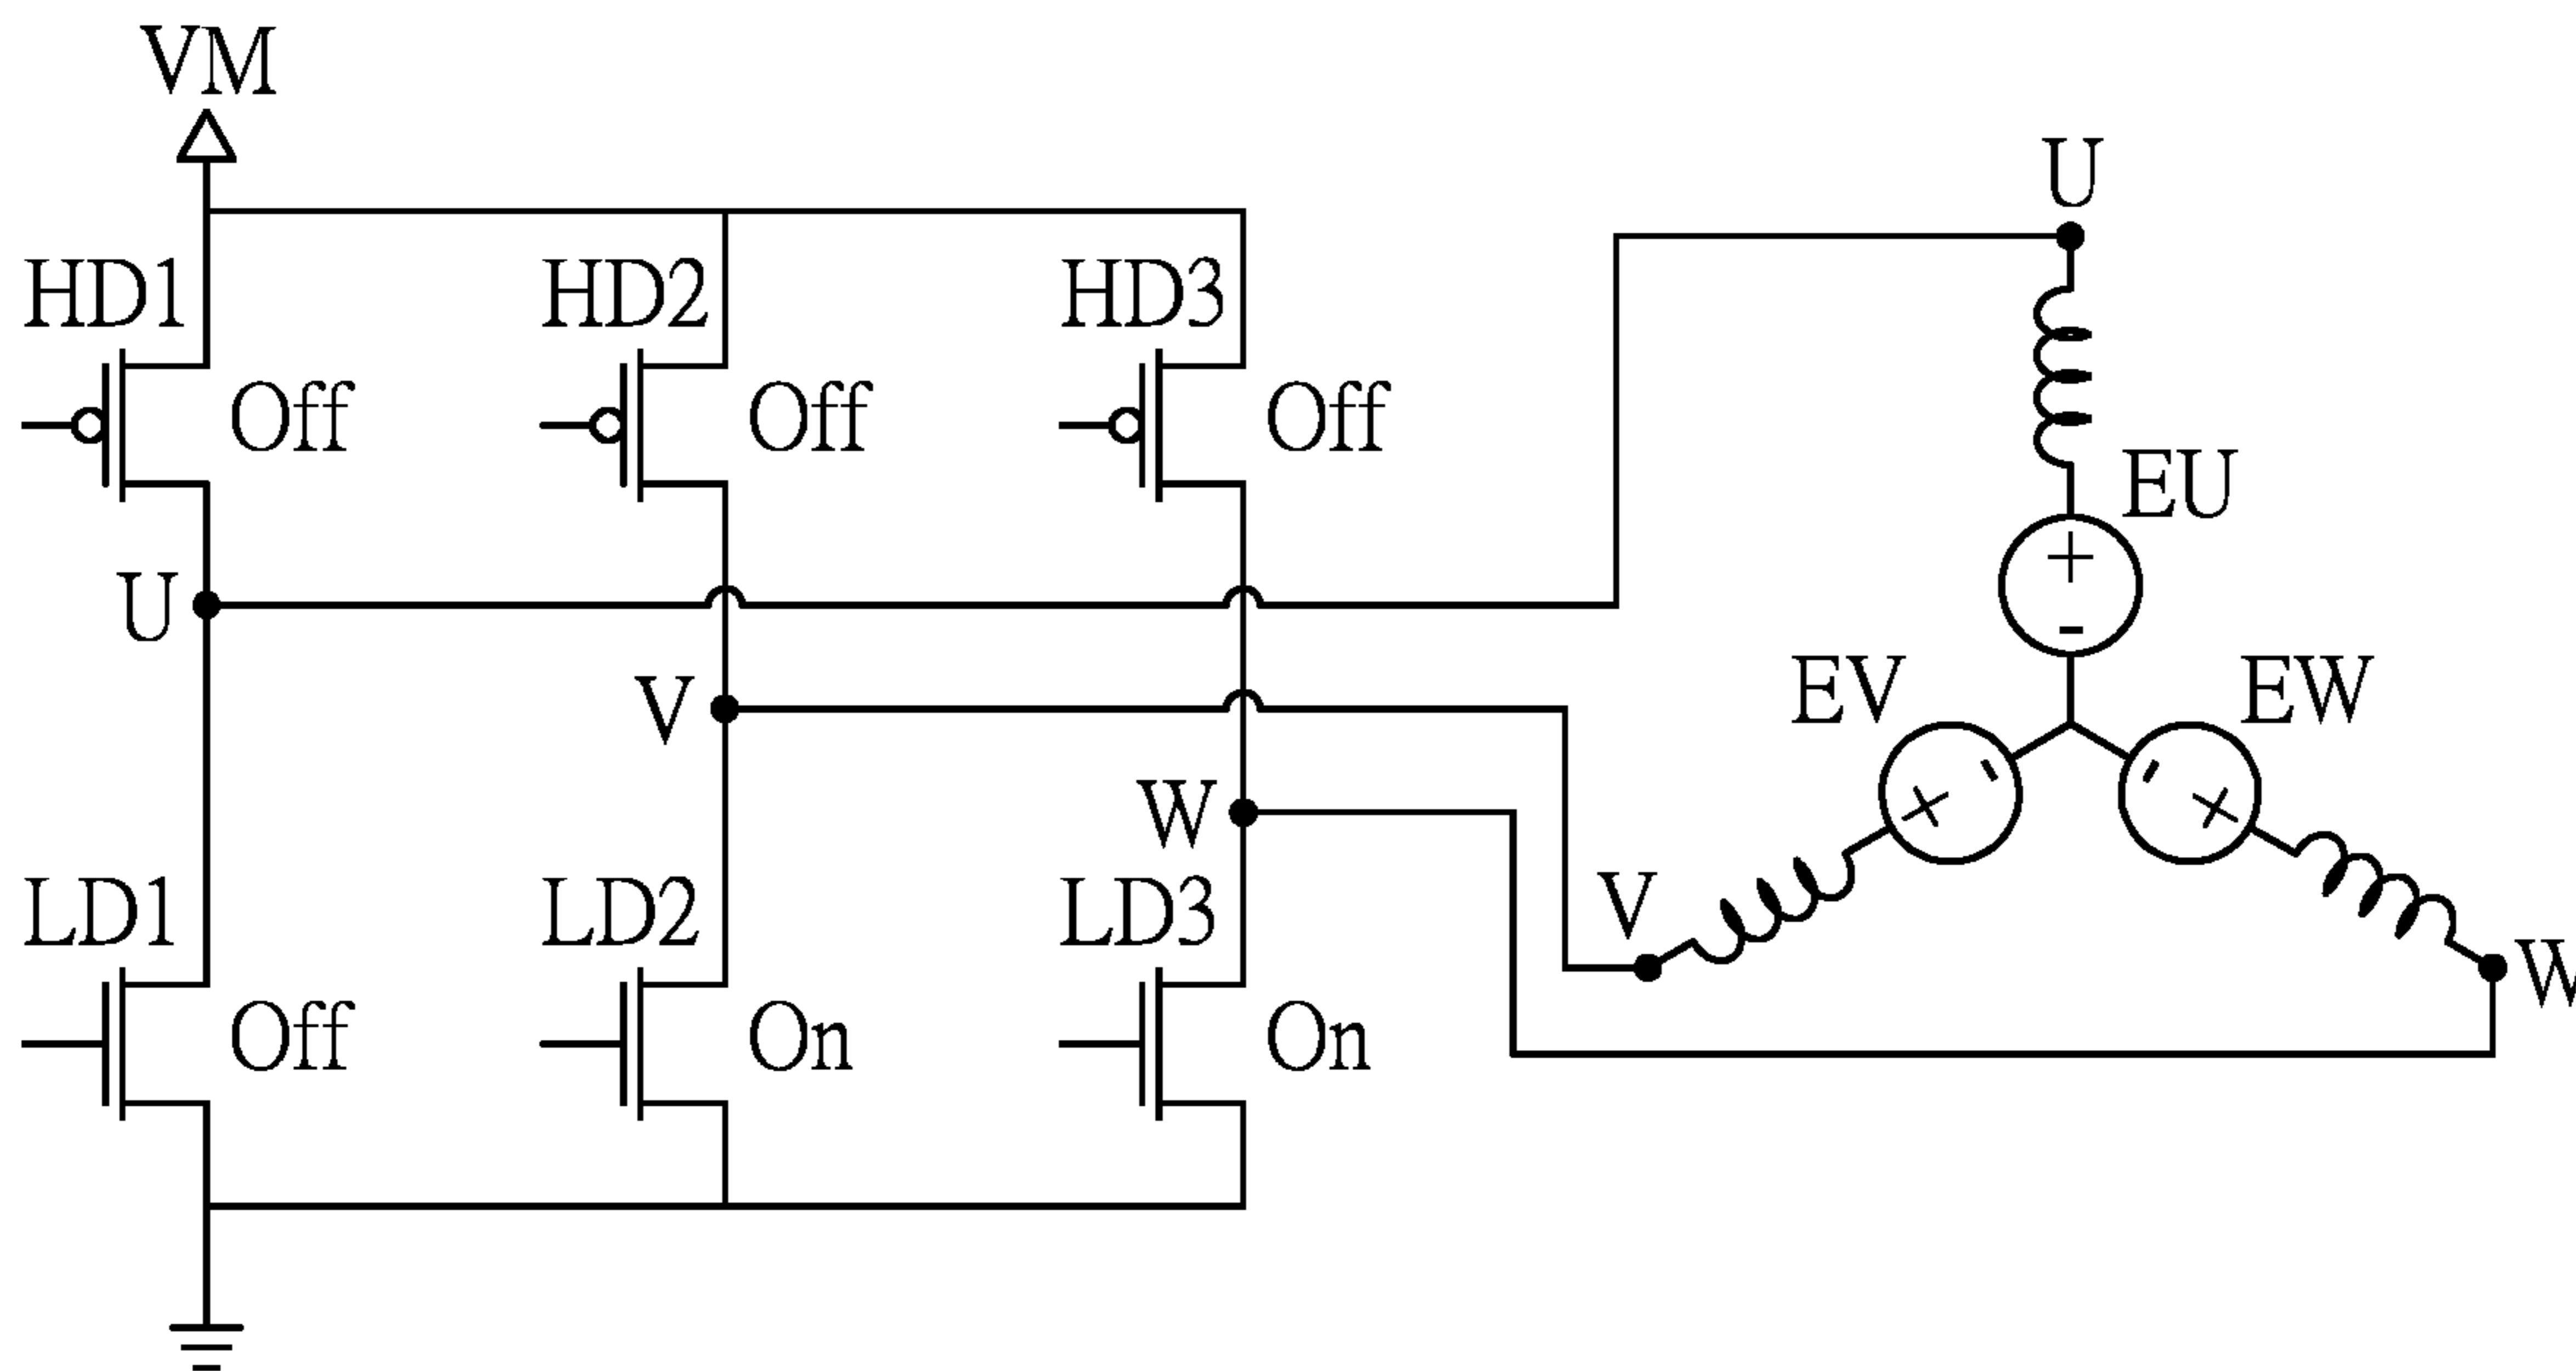 VM
U
HD1
HD2
HD3
Off
Off
Off
EU
+
-
U
V
EV
EW
-
+
-
+
W
V
LD1
LD2
LD3
W
Off
On
On